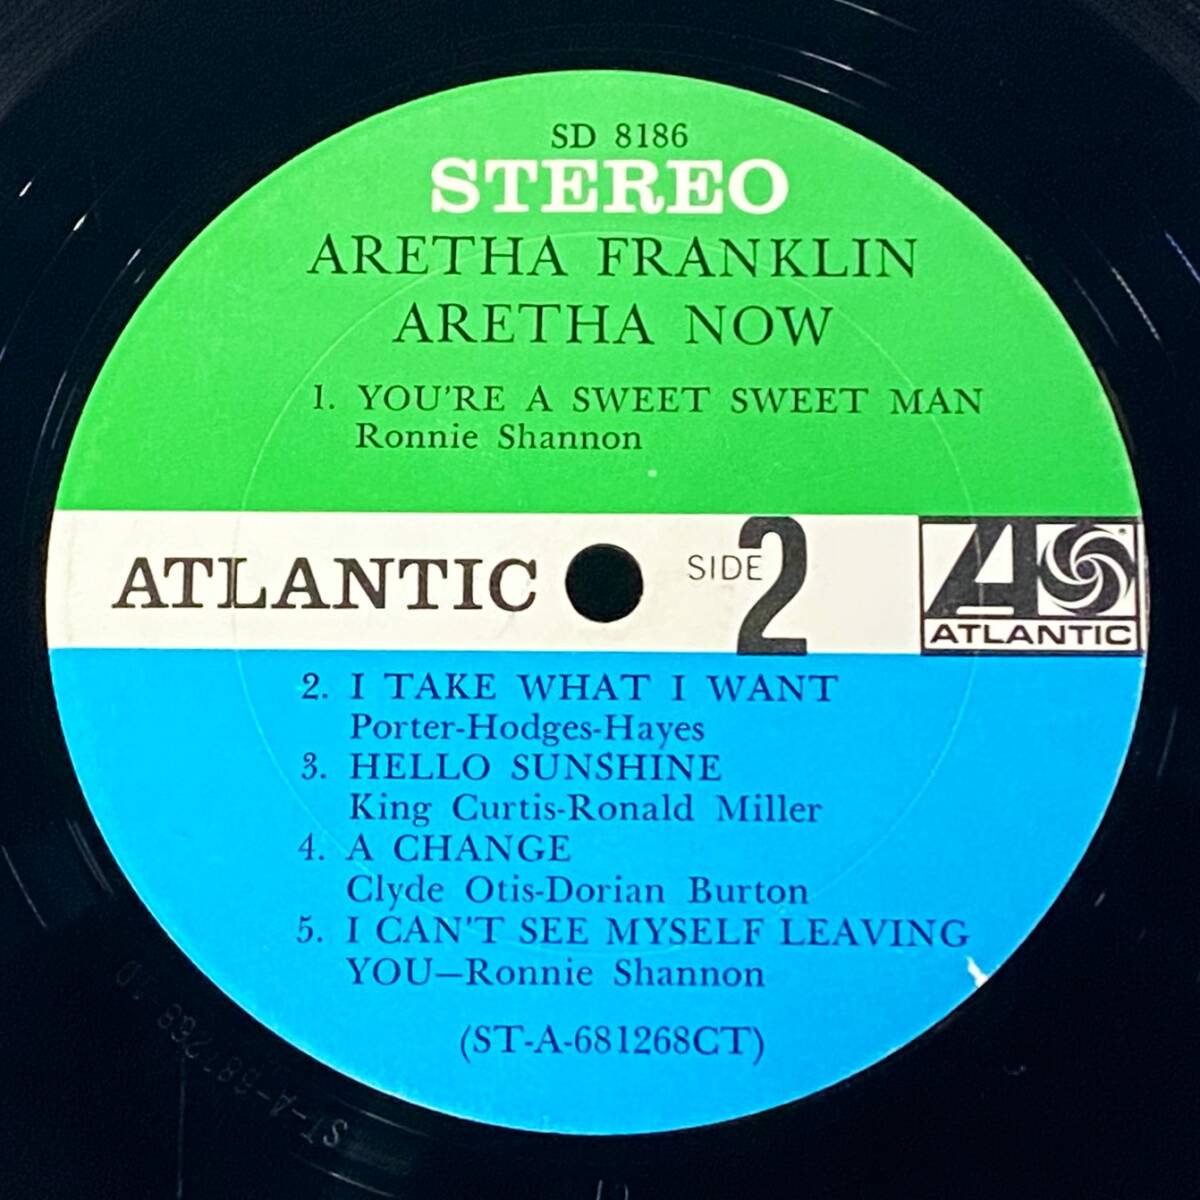 SD 8186
STEREO
ARETHA FRANKLIN
ARETHA NOW
1. YOU'RE A SWEET SWEET MAN
Ronnie Shannon
ATLANTIC
SIDE 2
ATLANTIC
2. I TAKE WHAT I WANT
Porter-Hodges-Hayes
3. HELLO SUNSHINE
King Curtis-Ronald Miller
4. A CHANGE
Clyde Otis-Dorian Burton
5. I CAN'T SEE MYSELF LEAVING
YOU—Ronnie Shannon
(ST-A-681268CT)